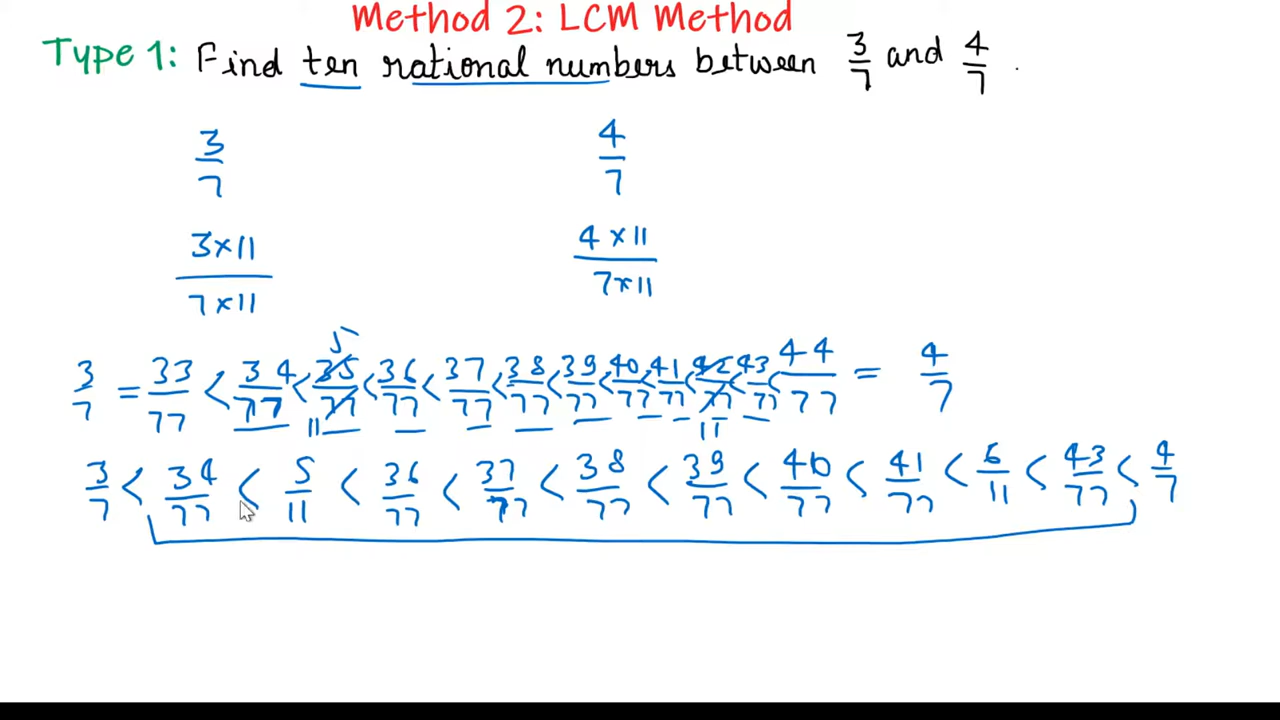 Method 2: LCM Method
Type 1: Find ten rational numbers between 3/7 and 4/7 .
3/7 4/7
3×11/7×11 4×11/7×11
3/7 = 33/77 < 34/77 < 35/77 5/11 < 36/77 < 37/77 < 38/77 < 39/77 < 40/77 < 41/77 < 42/77 11 < 43/77 < 44/77 = 4/7
3/7 < 34/77 < 5/11 < 36/77 < 37/77 < 38/77 < 39/77 < 40/77 < 41/77 < 6/11 < 43/77 < 4/7